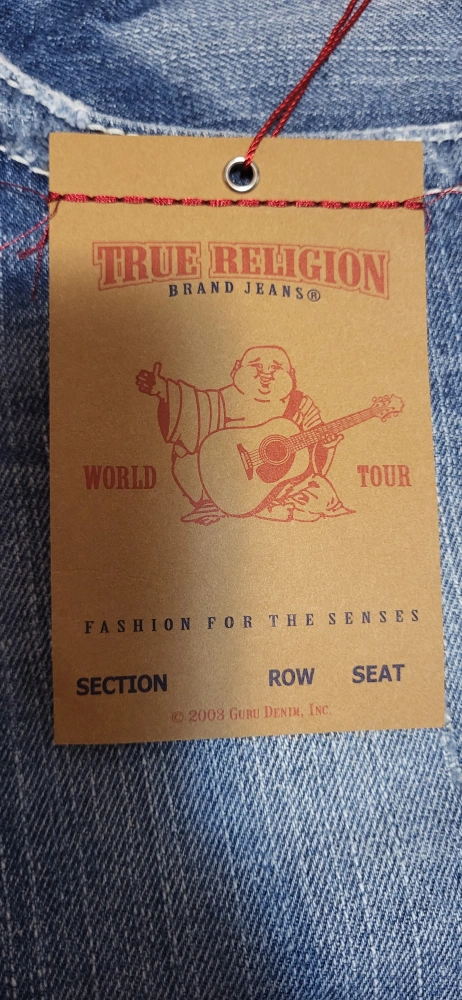 TRUE RELIGION
BRAND JEANS®
WORLD TOUR
FASHION FOR THE SENSES
SECTION ROW SEAT
© 2003 GURU DENIM, INC.